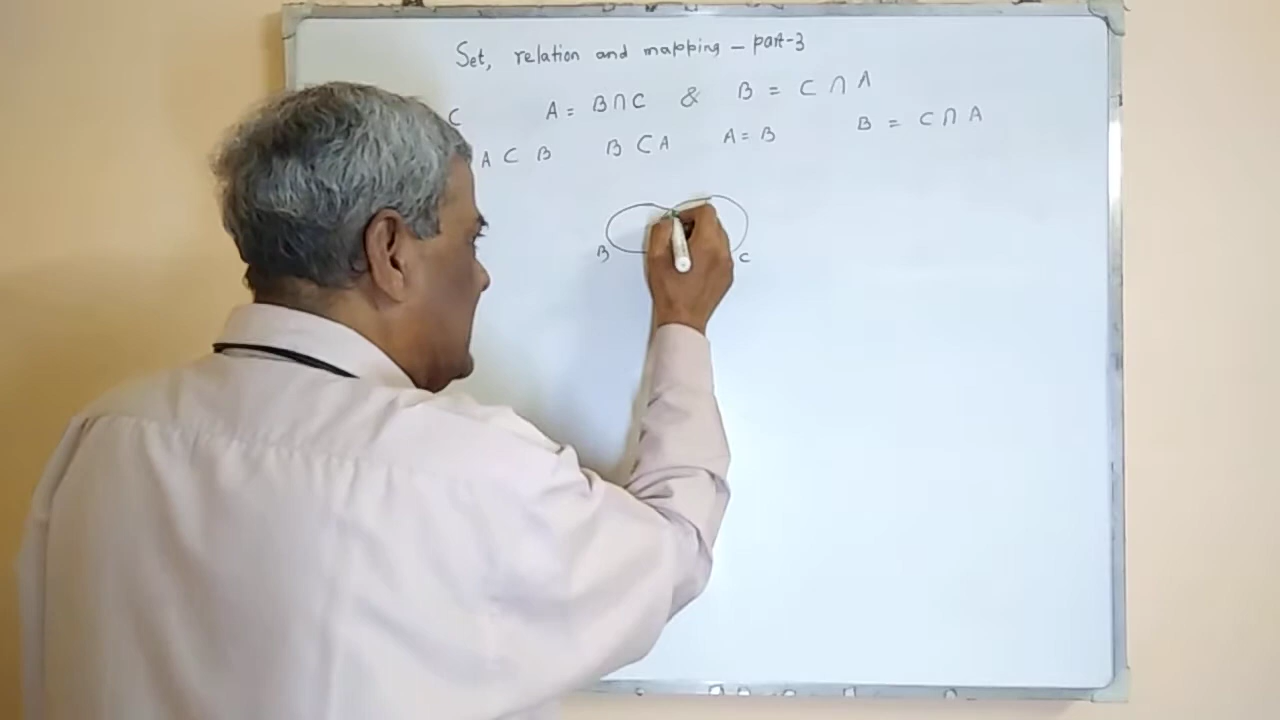 Set, relation and mapping – part-3
C A = B ∩ C & B = C ∩ A
A ⊂ B B ⊂ A A = B B = C ∩ A
B C